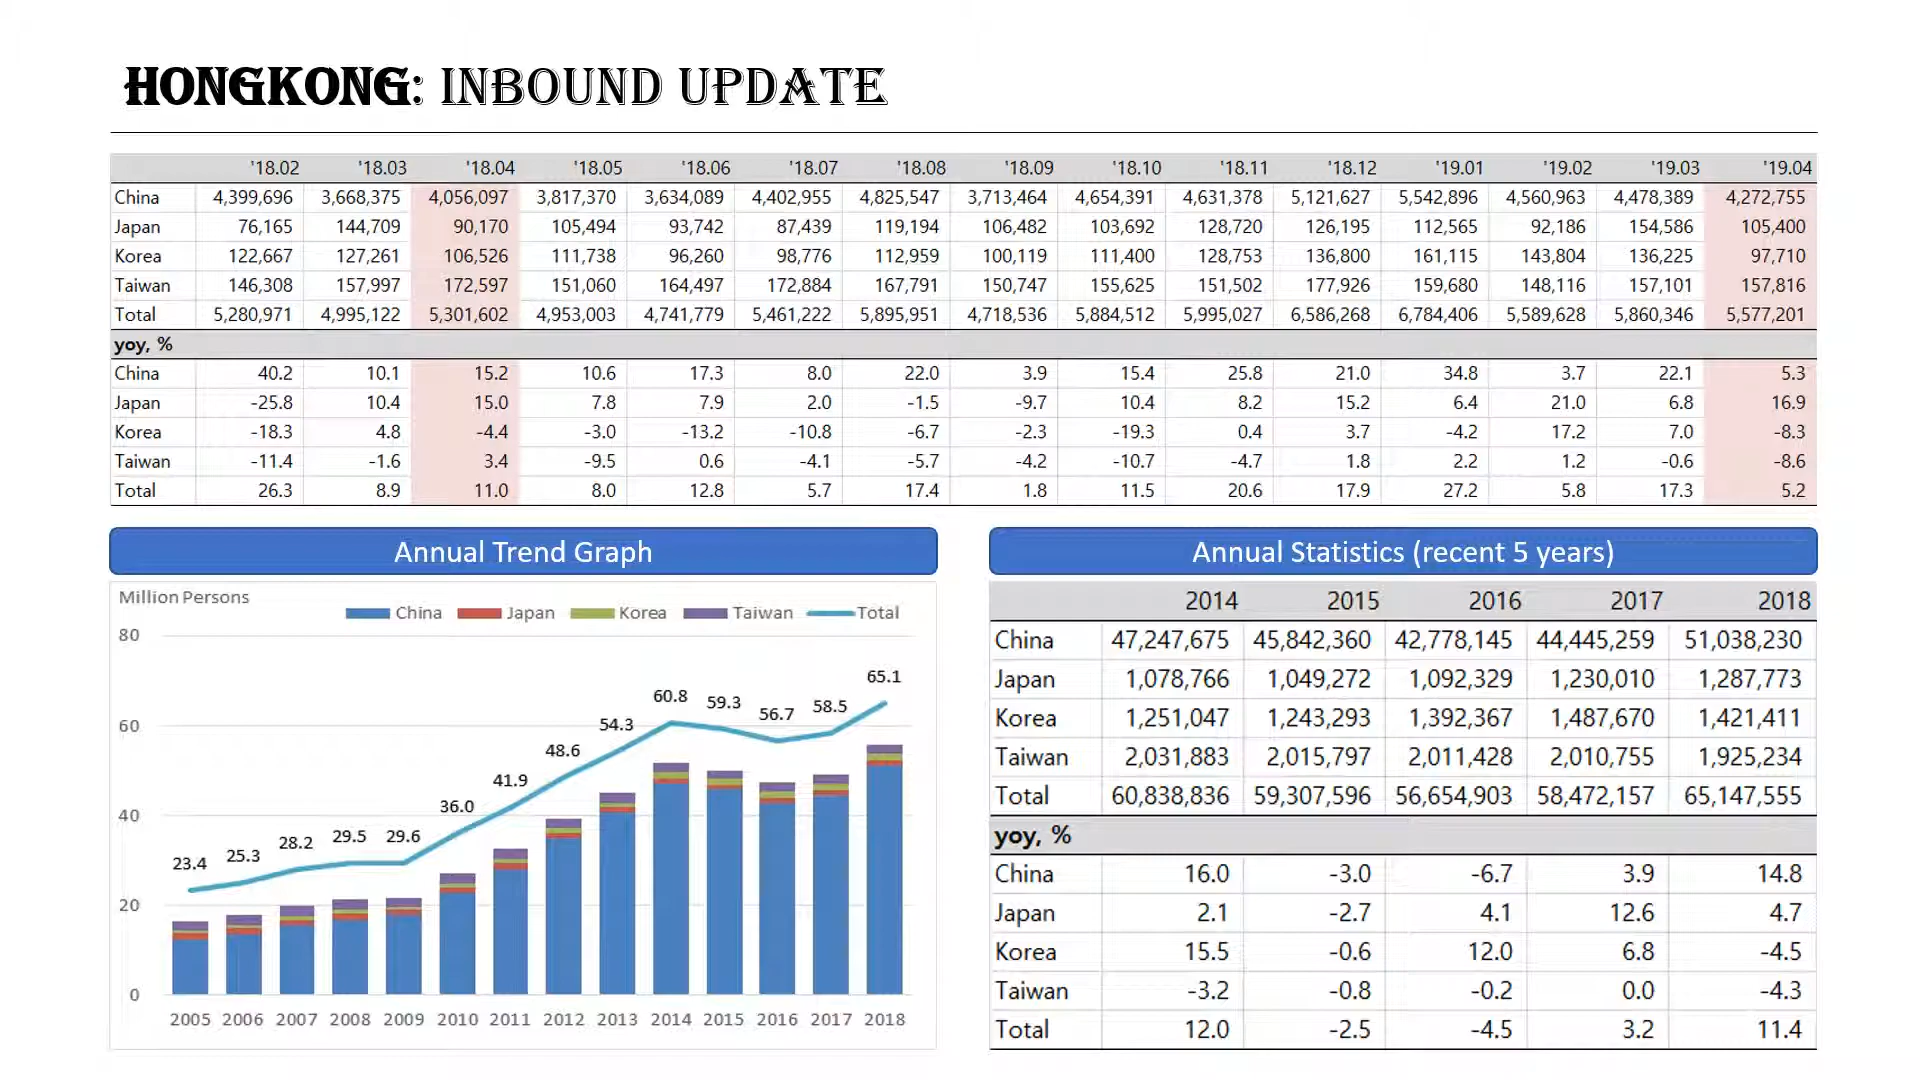 HONGKONG: INBOUND UPDATE
'18.02 '18.03 '18.04 '18.05 '18.06 '18.07 '18.08 '18.09 '18.10 '18.11 '18.12 '19.01 '19.02 '19.03 '19.04
China 4,399,696 3,668,375 4,056,097 3,817,370 3,634,089 4,402,955 4,825,547 3,713,464 4,654,391 4,631,378 5,121,627 5,542,896 4,560,963 4,478,389 4,272,755
Japan 76,165 144,709 90,170 105,494 93,742 87,439 119,194 106,482 103,692 128,720 126,195 112,565 92,186 154,586 105,400
Korea 122,667 127,261 106,526 111,738 96,260 98,776 112,959 100,119 111,400 128,753 136,800 161,115 143,804 136,225 97,710
Taiwan 146,308 157,997 172,597 151,060 164,497 172,884 167,791 150,747 155,625 151,502 177,926 159,680 148,116 157,101 157,816
Total 5,280,971 4,995,122 5,301,602 4,953,003 4,741,779 5,461,222 5,895,951 4,718,536 5,884,512 5,995,027 6,586,268 6,784,406 5,589,628 5,860,346 5,577,201
yoy, %
China 40.2 10.1 15.2 10.6 17.3 8.0 22.0 3.9 15.4 25.8 21.0 34.8 3.7 22.1 5.3
Japan -25.8 10.4 15.0 7.8 7.9 2.0 -1.5 -9.7 10.4 8.2 15.2 6.4 21.0 6.8 16.9
Korea -18.3 4.8 -4.4 -3.0 -13.2 -10.8 -6.7 -2.3 -19.3 0.4 3.7 -4.2 17.2 7.0 -8.3
Taiwan -11.4 -1.6 3.4 -9.5 0.6 -4.1 -5.7 -4.2 -10.7 -4.7 1.8 2.2 1.2 -0.6 -8.6
Total 26.3 8.9 11.0 8.0 12.8 5.7 17.4 1.8 11.5 20.6 17.9 27.2 5.8 17.3 5.2
Annual Trend Graph
Million Persons
China Japan Korea Taiwan Total
80
60
40
20
0
23.4 25.3 28.2 29.5 29.6 36.0 41.9 48.6 54.3 60.8 59.3 56.7 58.5 65.1
2005 2006 2007 2008 2009 2010 2011 2012 2013 2014 2015 2016 2017 2018
Annual Statistics (recent 5 years)
2014 2015 2016 2017 2018
China 47,247,675 45,842,360 42,778,145 44,445,259 51,038,230
Japan 1,078,766 1,049,272 1,092,329 1,230,010 1,287,773
Korea 1,251,047 1,243,293 1,392,367 1,487,670 1,421,411
Taiwan 2,031,883 2,015,797 2,011,428 2,010,755 1,925,234
Total 60,838,836 59,307,596 56,654,903 58,472,157 65,147,555
yoy, %
China 16.0 -3.0 -6.7 3.9 14.8
Japan 2.1 -2.7 4.1 12.6 4.7
Korea 15.5 -0.6 12.0 6.8 -4.5
Taiwan -3.2 -0.8 -0.2 0.0 -4.3
Total 12.0 -2.5 -4.5 3.2 11.4